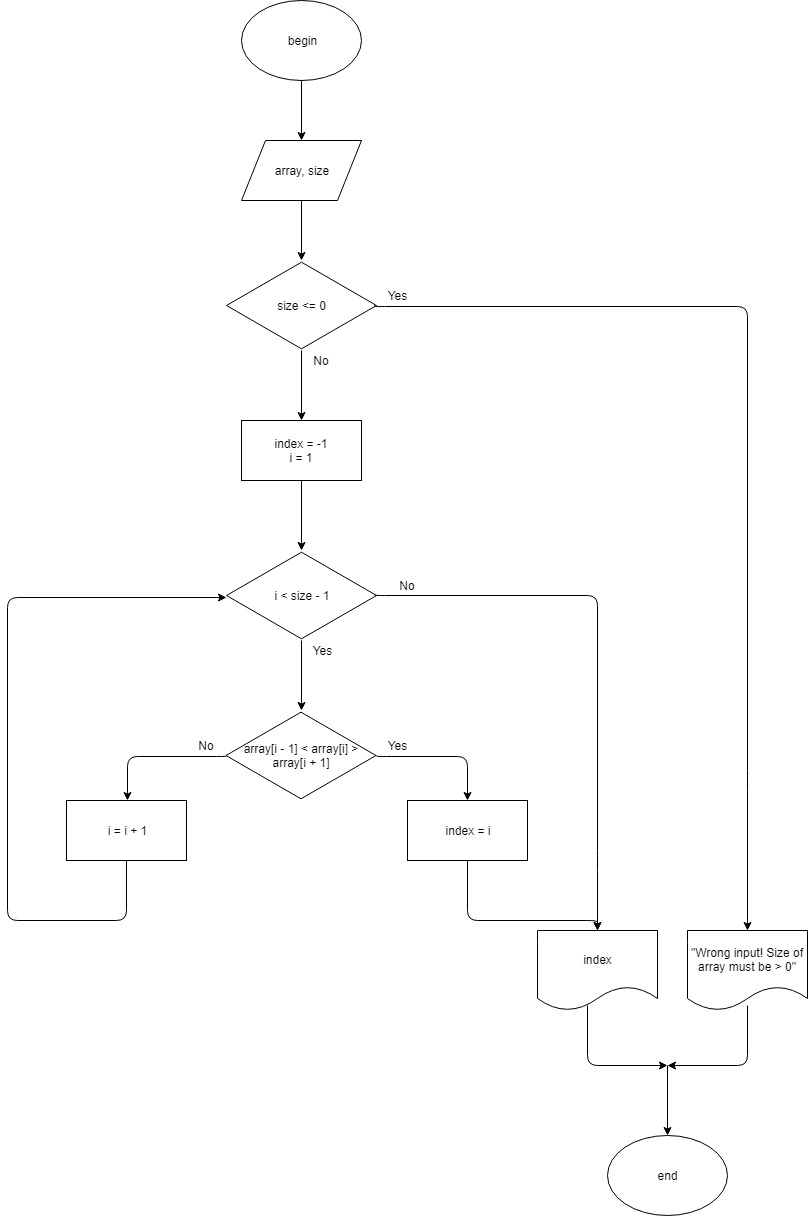 begin
array, size
size <= 0
Yes
No
index = -1
i = 1
i < size - 1
No
Yes
array[i - 1] < array[i] >
array[i + 1]
No
Yes
i = i + 1
index = i
index
"Wrong input! Size of
array must be > 0"
end